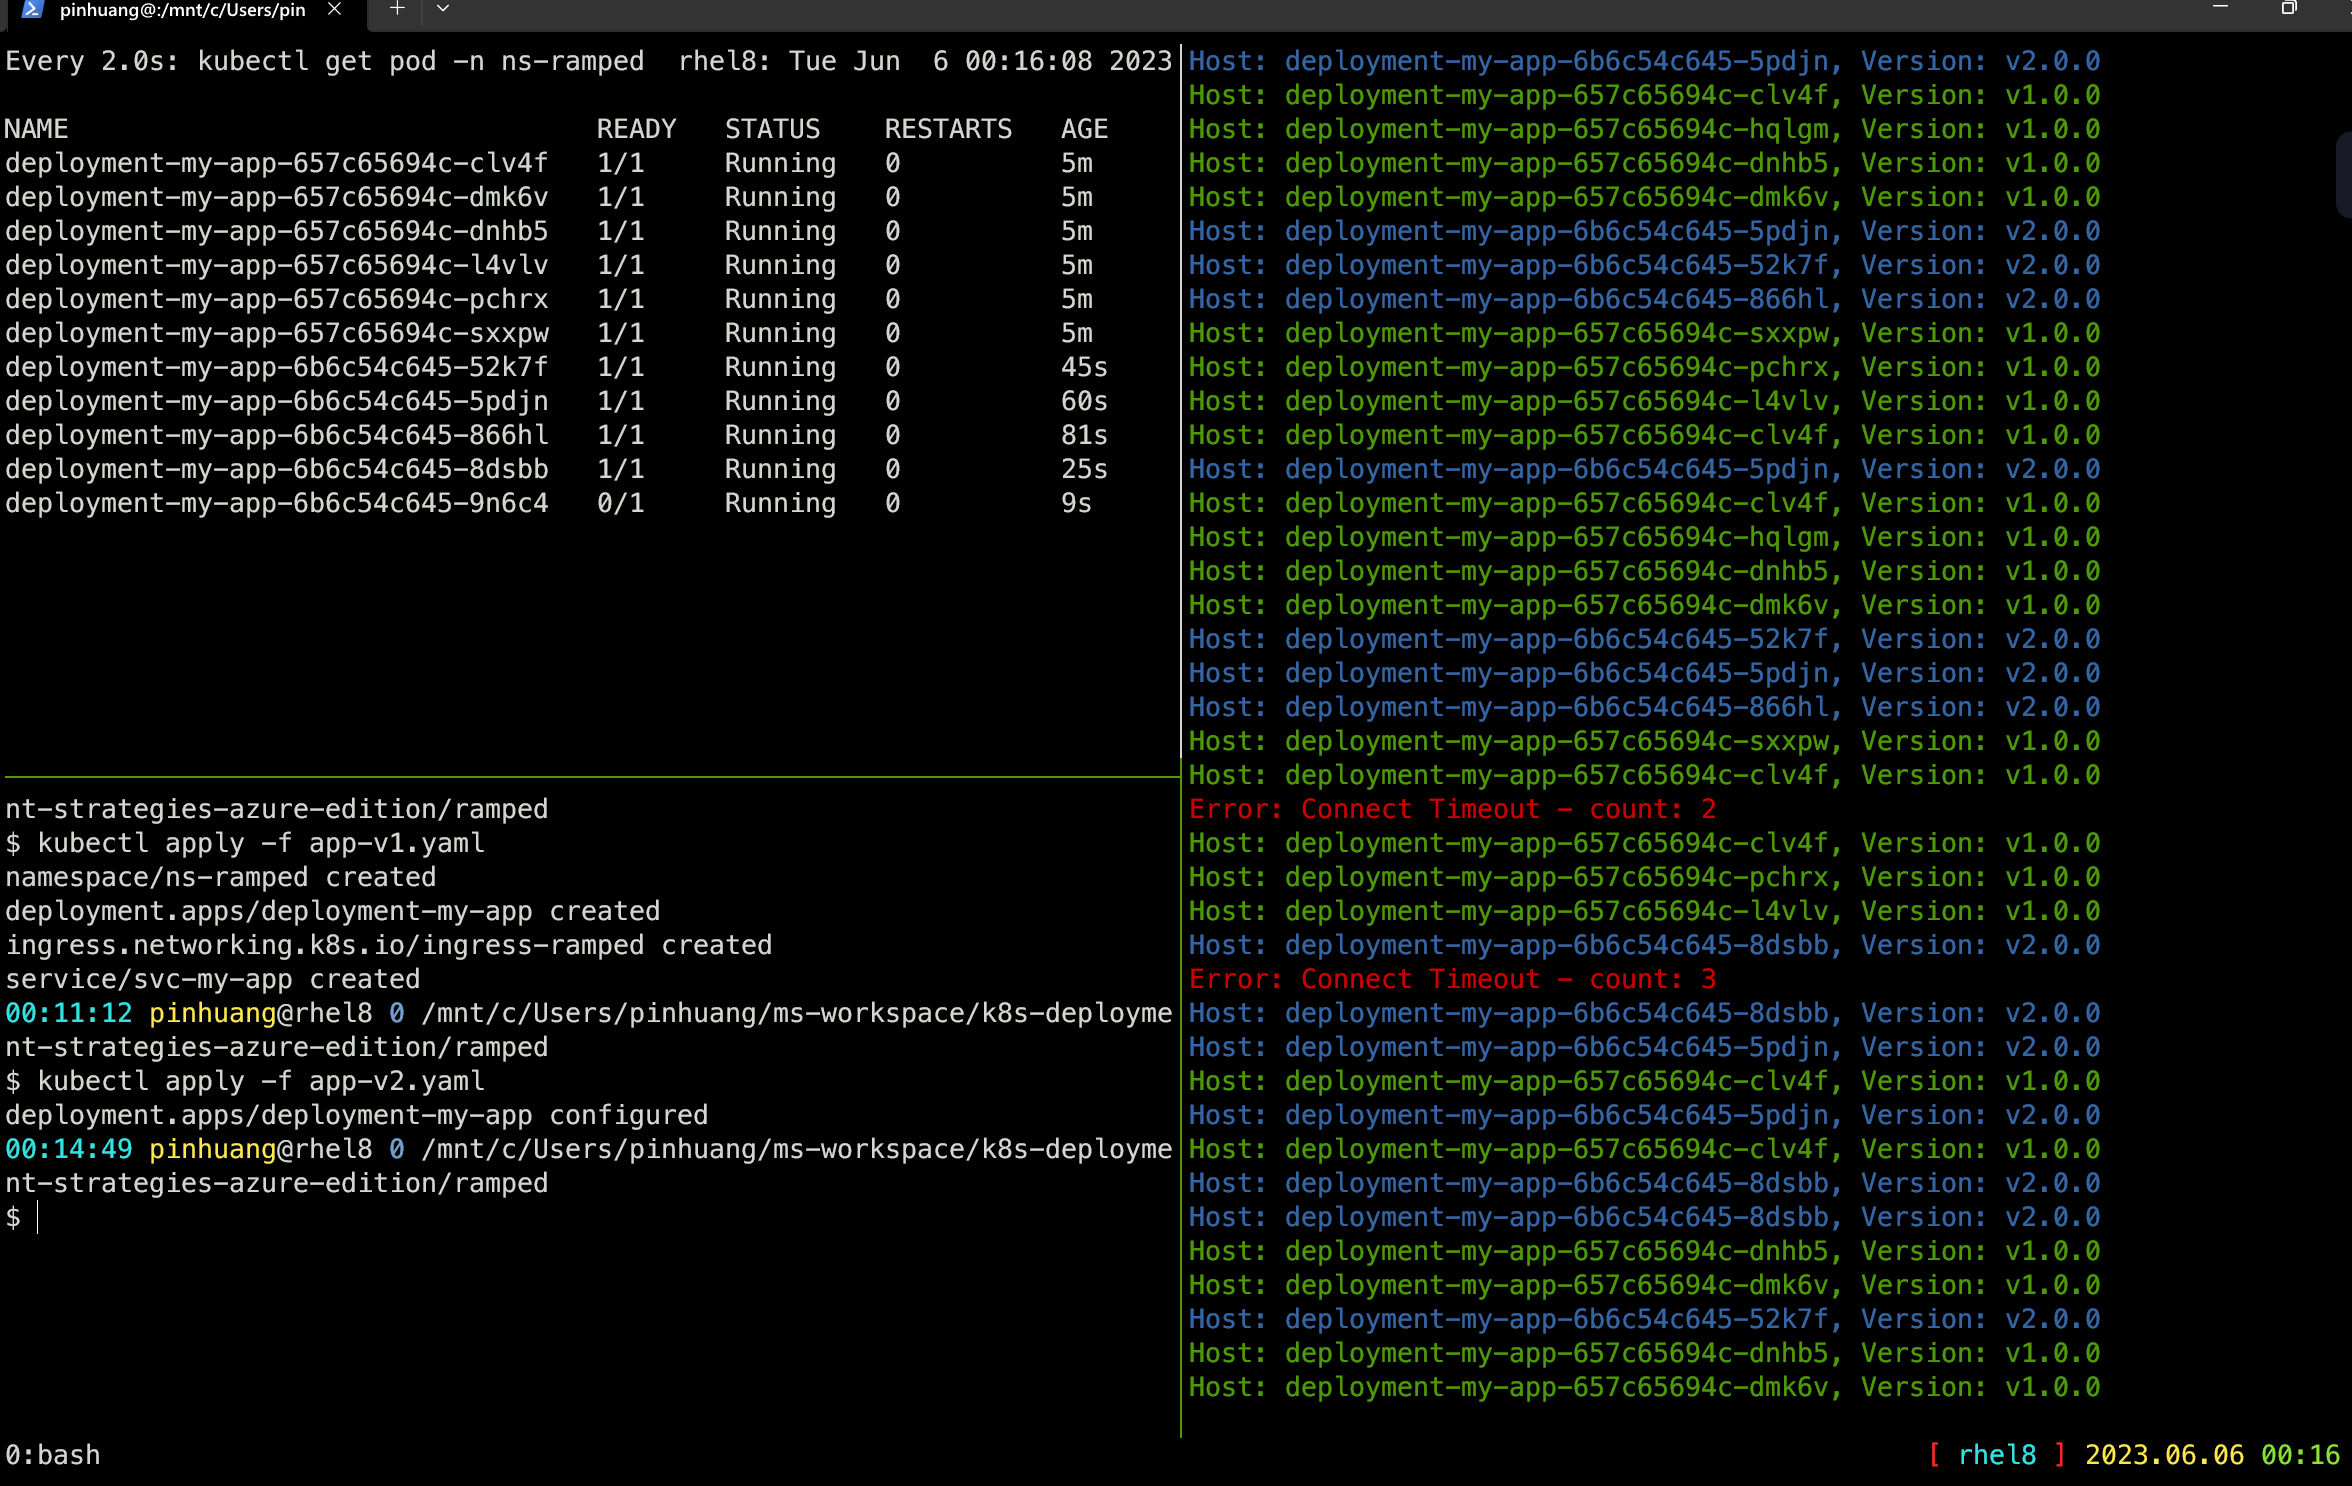 pinhuang@:/mnt/c/Users/pin
Every 2.0s: kubectl get pod -n ns-ramped  rhel8: Tue Jun  6 00:16:08 2023
NAME READY STATUS RESTARTS AGE
deployment-my-app-657c65694c-clv4f 1/1 Running 0 5m
deployment-my-app-657c65694c-dmk6v 1/1 Running 0 5m
deployment-my-app-657c65694c-dnhb5 1/1 Running 0 5m
deployment-my-app-657c65694c-l4vlv 1/1 Running 0 5m
deployment-my-app-657c65694c-pchrx 1/1 Running 0 5m
deployment-my-app-657c65694c-sxxpw 1/1 Running 0 5m
deployment-my-app-6b6c54c645-52k7f 1/1 Running 0 45s
deployment-my-app-6b6c54c645-5pdjn 1/1 Running 0 60s
deployment-my-app-6b6c54c645-866hl 1/1 Running 0 81s
deployment-my-app-6b6c54c645-8dsbb 1/1 Running 0 25s
deployment-my-app-6b6c54c645-9n6c4 0/1 Running 0 9s
nt-strategies-azure-edition/ramped
$ kubectl apply -f app-v1.yaml
namespace/ns-ramped created
deployment.apps/deployment-my-app created
ingress.networking.k8s.io/ingress-ramped created
service/svc-my-app created
00:11:12 pinhuang@rhel8 0 /mnt/c/Users/pinhuang/ms-workspace/k8s-deployme
nt-strategies-azure-edition/ramped
$ kubectl apply -f app-v2.yaml
deployment.apps/deployment-my-app configured
00:14:49 pinhuang@rhel8 0 /mnt/c/Users/pinhuang/ms-workspace/k8s-deployme
nt-strategies-azure-edition/ramped
$
Host: deployment-my-app-6b6c54c645-5pdjn, Version: v2.0.0
Host: deployment-my-app-657c65694c-clv4f, Version: v1.0.0
Host: deployment-my-app-657c65694c-hqlgm, Version: v1.0.0
Host: deployment-my-app-657c65694c-dnhb5, Version: v1.0.0
Host: deployment-my-app-657c65694c-dmk6v, Version: v1.0.0
Host: deployment-my-app-6b6c54c645-5pdjn, Version: v2.0.0
Host: deployment-my-app-6b6c54c645-52k7f, Version: v2.0.0
Host: deployment-my-app-6b6c54c645-866hl, Version: v2.0.0
Host: deployment-my-app-657c65694c-sxxpw, Version: v1.0.0
Host: deployment-my-app-657c65694c-pchrx, Version: v1.0.0
Host: deployment-my-app-657c65694c-l4vlv, Version: v1.0.0
Host: deployment-my-app-657c65694c-clv4f, Version: v1.0.0
Host: deployment-my-app-6b6c54c645-5pdjn, Version: v2.0.0
Host: deployment-my-app-657c65694c-clv4f, Version: v1.0.0
Host: deployment-my-app-657c65694c-hqlgm, Version: v1.0.0
Host: deployment-my-app-657c65694c-dnhb5, Version: v1.0.0
Host: deployment-my-app-657c65694c-dmk6v, Version: v1.0.0
Host: deployment-my-app-6b6c54c645-52k7f, Version: v2.0.0
Host: deployment-my-app-6b6c54c645-5pdjn, Version: v2.0.0
Host: deployment-my-app-6b6c54c645-866hl, Version: v2.0.0
Host: deployment-my-app-657c65694c-sxxpw, Version: v1.0.0
Host: deployment-my-app-657c65694c-clv4f, Version: v1.0.0
Error: Connect Timeout - count: 2
Host: deployment-my-app-657c65694c-clv4f, Version: v1.0.0
Host: deployment-my-app-657c65694c-pchrx, Version: v1.0.0
Host: deployment-my-app-657c65694c-l4vlv, Version: v1.0.0
Host: deployment-my-app-6b6c54c645-8dsbb, Version: v2.0.0
Error: Connect Timeout - count: 3
Host: deployment-my-app-6b6c54c645-8dsbb, Version: v2.0.0
Host: deployment-my-app-6b6c54c645-5pdjn, Version: v2.0.0
Host: deployment-my-app-657c65694c-clv4f, Version: v1.0.0
Host: deployment-my-app-6b6c54c645-5pdjn, Version: v2.0.0
Host: deployment-my-app-657c65694c-clv4f, Version: v1.0.0
Host: deployment-my-app-6b6c54c645-8dsbb, Version: v2.0.0
Host: deployment-my-app-6b6c54c645-8dsbb, Version: v2.0.0
Host: deployment-my-app-657c65694c-dnhb5, Version: v1.0.0
Host: deployment-my-app-657c65694c-dmk6v, Version: v1.0.0
Host: deployment-my-app-6b6c54c645-52k7f, Version: v2.0.0
Host: deployment-my-app-657c65694c-dnhb5, Version: v1.0.0
Host: deployment-my-app-657c65694c-dmk6v, Version: v1.0.0
0:bash
[ rhel8 ] 2023.06.06 00:16